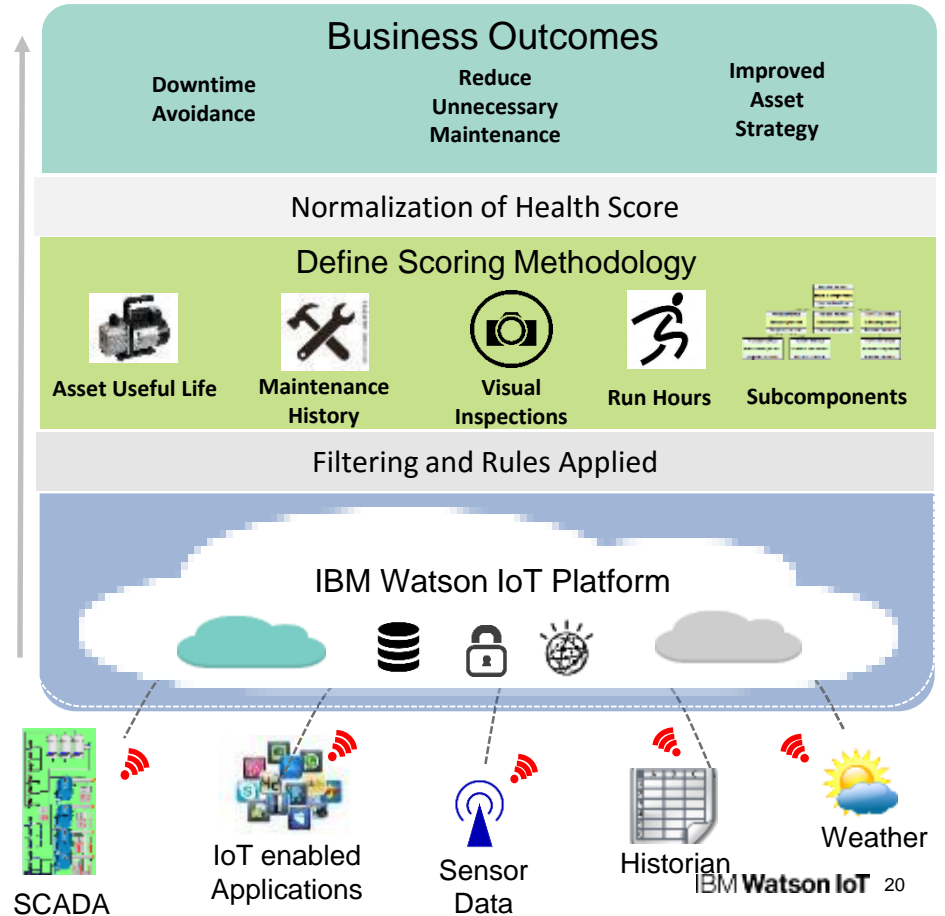 Business Outcomes
Downtime
Avoidance
Reduce
Unnecessary
Maintenance
Improved
Asset
Strategy
Normalization of Health Score
Define Scoring Methodology
Asset Useful Life
Maintenance
History
Visual
Inspections
Run Hours
Subcomponents
Filtering and Rules Applied
IBM Watson IoT Platform
SCADA
IoT enabled
Applications
Sensor
Data
Historian
Weather
IBM Watson IoT 20